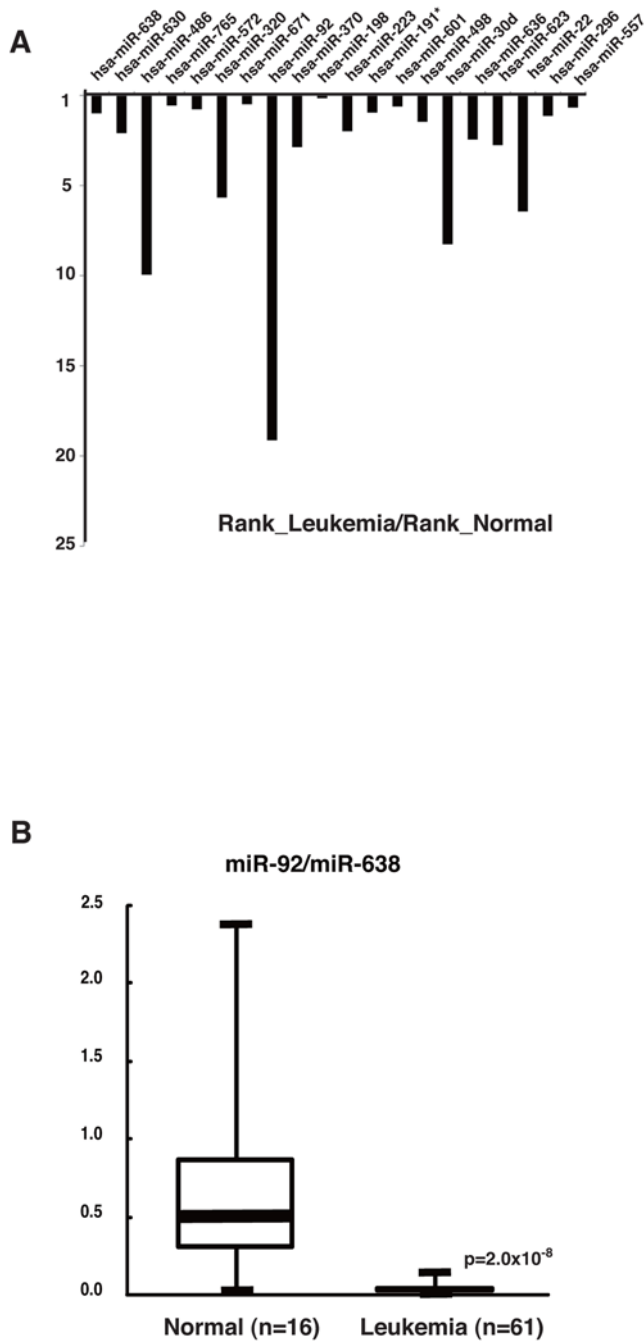 A
hsa-miR-638
hsa-miR-630
hsa-miR-486
hsa-miR-765
hsa-miR-572
hsa-miR-320
hsa-miR-671
hsa-miR-92
hsa-miR-370
hsa-miR-198
hsa-miR-223
hsa-miR-191*
hsa-miR-601
hsa-miR-498
hsa-miR-30d
hsa-miR-636
hsa-miR-623
hsa-miR-22
hsa-miR-296
hsa-miR-557
1
5
10
15
20
25
Rank_Leukemia/Rank_Normal
B
miR-92/miR-638
2.5
2.0
1.5
1.0
0.5
0.0
p=2.0x10⁻⁸
Normal (n=16) Leukemia (n=61)